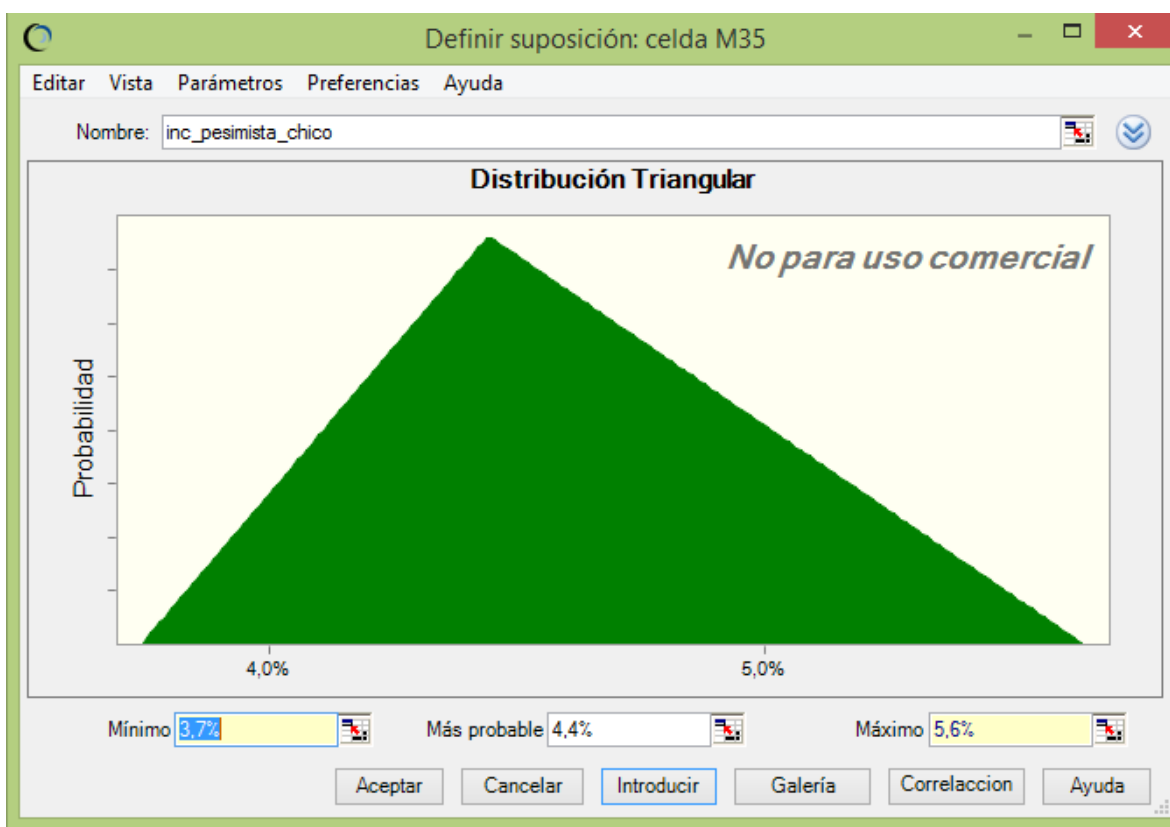 Definir suposición: celda M35
Editar Vista Parámetros Preferencias Ayuda
Nombre: inc_pesimista_chico
Distribución Triangular
No para uso comercial
Probabilidad
4,0% 5,0%
Mínimo 3,7% Más probable 4,4% Máximo 5,6%
Aceptar Cancelar Introducir Galería Correlaccion Ayuda